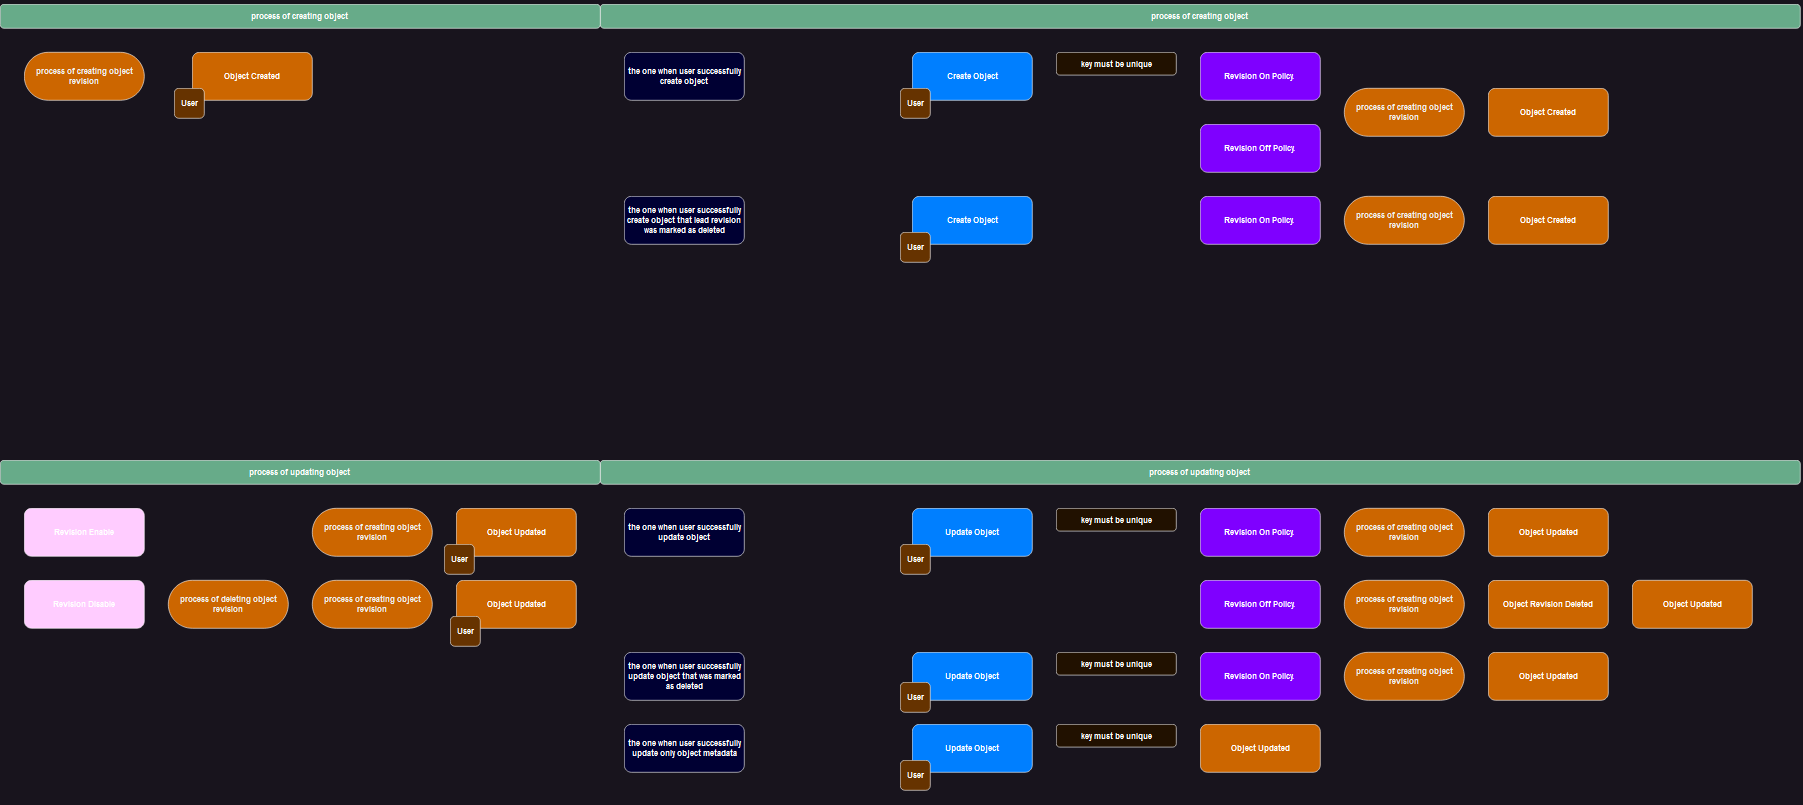 process of creating object
process of creating object
process of creating object
revision
Object Created
User
the one when user successfully
create object
Create Object
User
key must be unique
Revision On Policy
process of creating object
revision
Object Created
Revision Off Policy
the one when user successfully
create object that lead revision
was marked as deleted
Create Object
User
Revision On Policy
process of creating object
revision
Object Created
process of updating object
process of updating object
Revision Enable
process of creating object
revision
Object Updated
User
the one when user successfully
update object
Update Object
User
key must be unique
Revision On Policy
process of creating object
revision
Object Updated
Revision Disable
process of deleting object
revision
process of creating object
revision
Object Updated
User
Revision Off Policy
process of creating object
revision
Object Revision Deleted
Object Updated
the one when user successfully
update object that was marked
as deleted
Update Object
User
key must be unique
Revision On Policy
process of creating object
revision
Object Updated
the one when user successfully
update only object metadata
Update Object
User
key must be unique
Object Updated